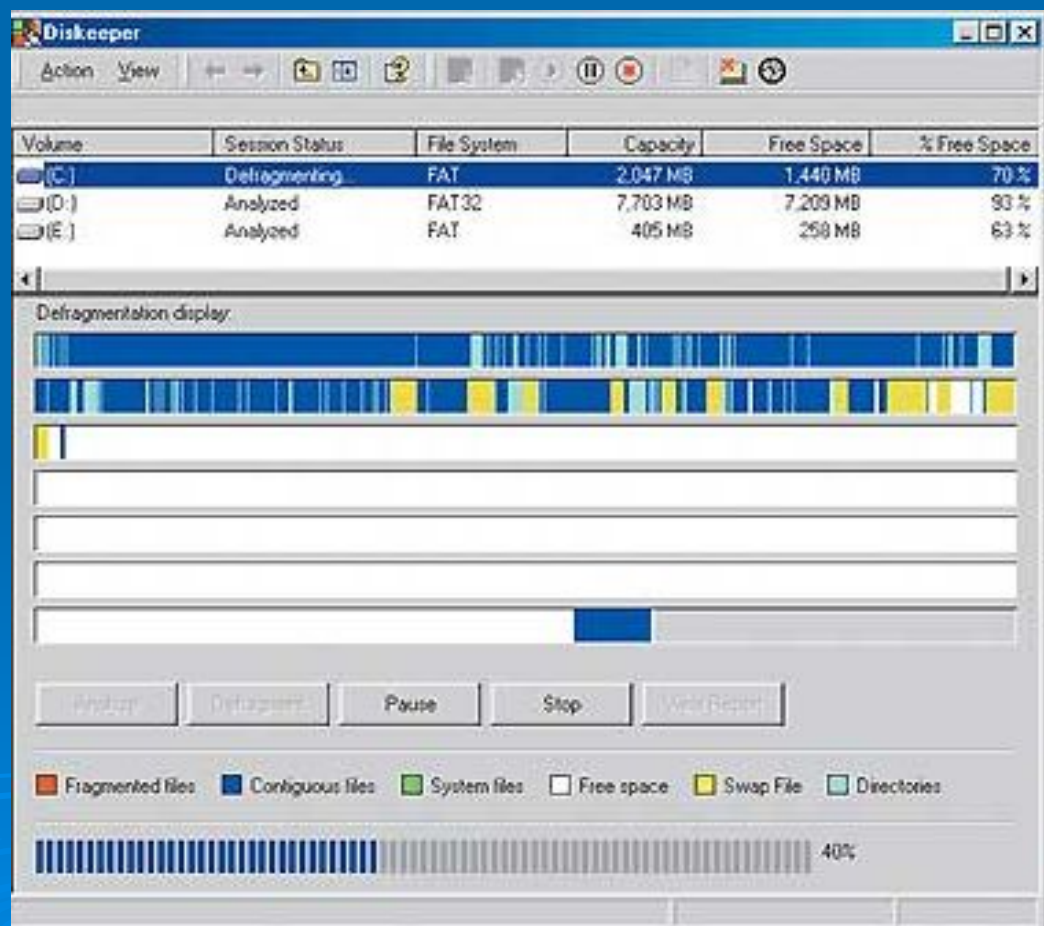 Diskeeper
Action View
Volume Session Status File System Capacity Free Space % Free Space
(C:) Defragmenting... FAT 2,047 MB 1,440 MB 70 %
(D:) Analyzed FAT32 7,703 MB 7,209 MB 93 %
(E:) Analyzed FAT 405 MB 258 MB 63 %
Defragmentation display:
Analyze Defragment Pause Stop View Report
Fragmented files Contiguous files System files Free space Swap File Directories
40%